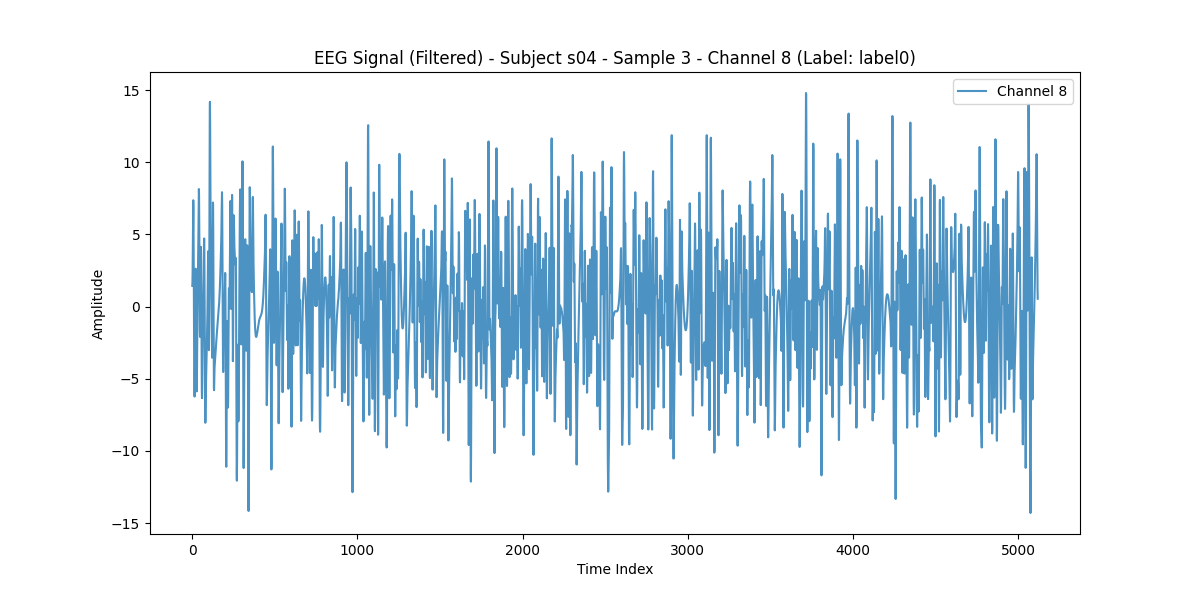 EEG Signal (Filtered) - Subject s04 - Sample 3 - Channel 8 (Label: label0)
Channel 8
15
10
5
0
−5
−10
−15
Amplitude
0 1000 2000 3000 4000 5000
Time Index